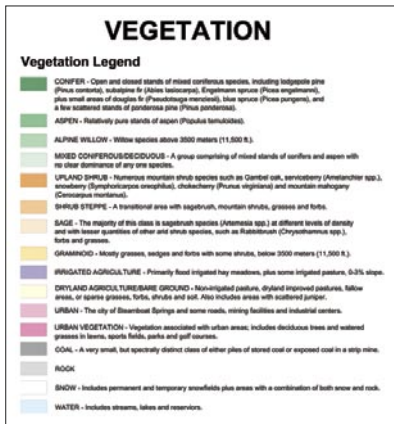 VEGETATION
Vegetation Legend
CONIFER - Open and closed stands of mixed coniferous species, including lodgepole pine
(Pinus contorta), subalpine fir (Abies lasiocarpa), Engelmann spruce (Picea engelmanni),
plus small areas of douglas fir (Pseudotsuga menziesii), blue spruce (Picea pungens), and
a few scattered stands of ponderosa pine (Pinus ponderosa).
ASPEN - Relatively pure stands of aspen (Populus tremuloides).
ALPINE WILLOW - Willow species above 3500 meters (11,500 ft.).
MIXED CONIFEROUS/DECIDUOUS - A group comprising of mixed stands of conifers and aspen with
no clear dominance of any one species.
UPLAND SHRUB - Numerous mountain shrub species such as Gambel oak, serviceberry (Amelanchier spp.),
snowberry (Symphoricarpos oreophilus), chokecherry (Prunus virginiana) and mountain mahogany
(Cerocarpus montanus).
SHRUB STEPPE - A transitional area with sagebrush, mountain shrubs, grasses and forbs.
SAGE - The majority of this class is sagebrush species (Artemesia spp.) at different levels of density
and with lesser quantities of other arid shrub species, such as Rabbitbrush (Chrysothamnus spp.),
forbs and grasses.
GRAMINOID - Mostly grasses, sedges and forbs with some shrubs, below 3500 meters (11,500 ft.).
IRRIGATED AGRICULTURE - Primarily flood irrigated hay meadows, plus some irrigated pasture, 0-3% slope.
DRYLAND AGRICULTURE/BARE GROUND - Non-irrigated pasture, dryland improved pastures, fallow
areas, or sparse grasses, forbs, shrubs and soil. Also includes areas with scattered juniper.
URBAN - The city of Steamboat Springs and some roads, mining facilities and industrial centers.
URBAN VEGETATION - Vegetation associated with urban areas; includes deciduous trees and watered
grasses in lawns, sports fields, parks and golf courses.
COAL - A very small, but spectrally distinct class of either piles of stored coal or exposed coal in a strip mine.
ROCK
SNOW - Includes permanent and temporary snowfields plus areas with a combination of both snow and rock.
WATER - Includes streams, lakes and reservoirs.